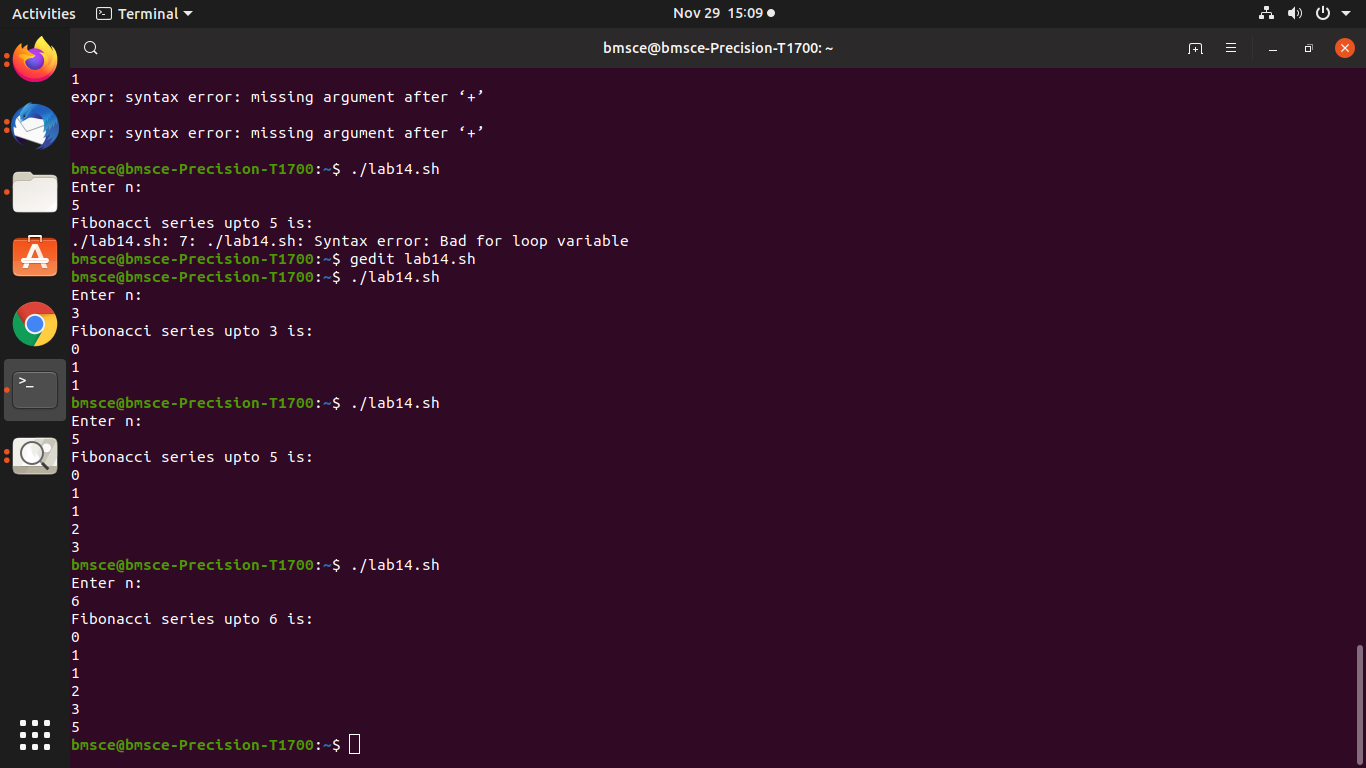 Activities Terminal Nov 29 15:09
bmsce@bmsce-Precision-T1700: ~
1
expr: syntax error: missing argument after ‘+’
expr: syntax error: missing argument after ‘+’
bmsce@bmsce-Precision-T1700:~$ ./lab14.sh
Enter n:
5
Fibonacci series upto 5 is:
./lab14.sh: 7: ./lab14.sh: Syntax error: Bad for loop variable
bmsce@bmsce-Precision-T1700:~$ gedit lab14.sh
bmsce@bmsce-Precision-T1700:~$ ./lab14.sh
Enter n:
3
Fibonacci series upto 3 is:
0
1
1
bmsce@bmsce-Precision-T1700:~$ ./lab14.sh
Enter n:
5
Fibonacci series upto 5 is:
0
1
1
2
3
bmsce@bmsce-Precision-T1700:~$ ./lab14.sh
Enter n:
6
Fibonacci series upto 6 is:
0
1
1
2
3
5
bmsce@bmsce-Precision-T1700:~$